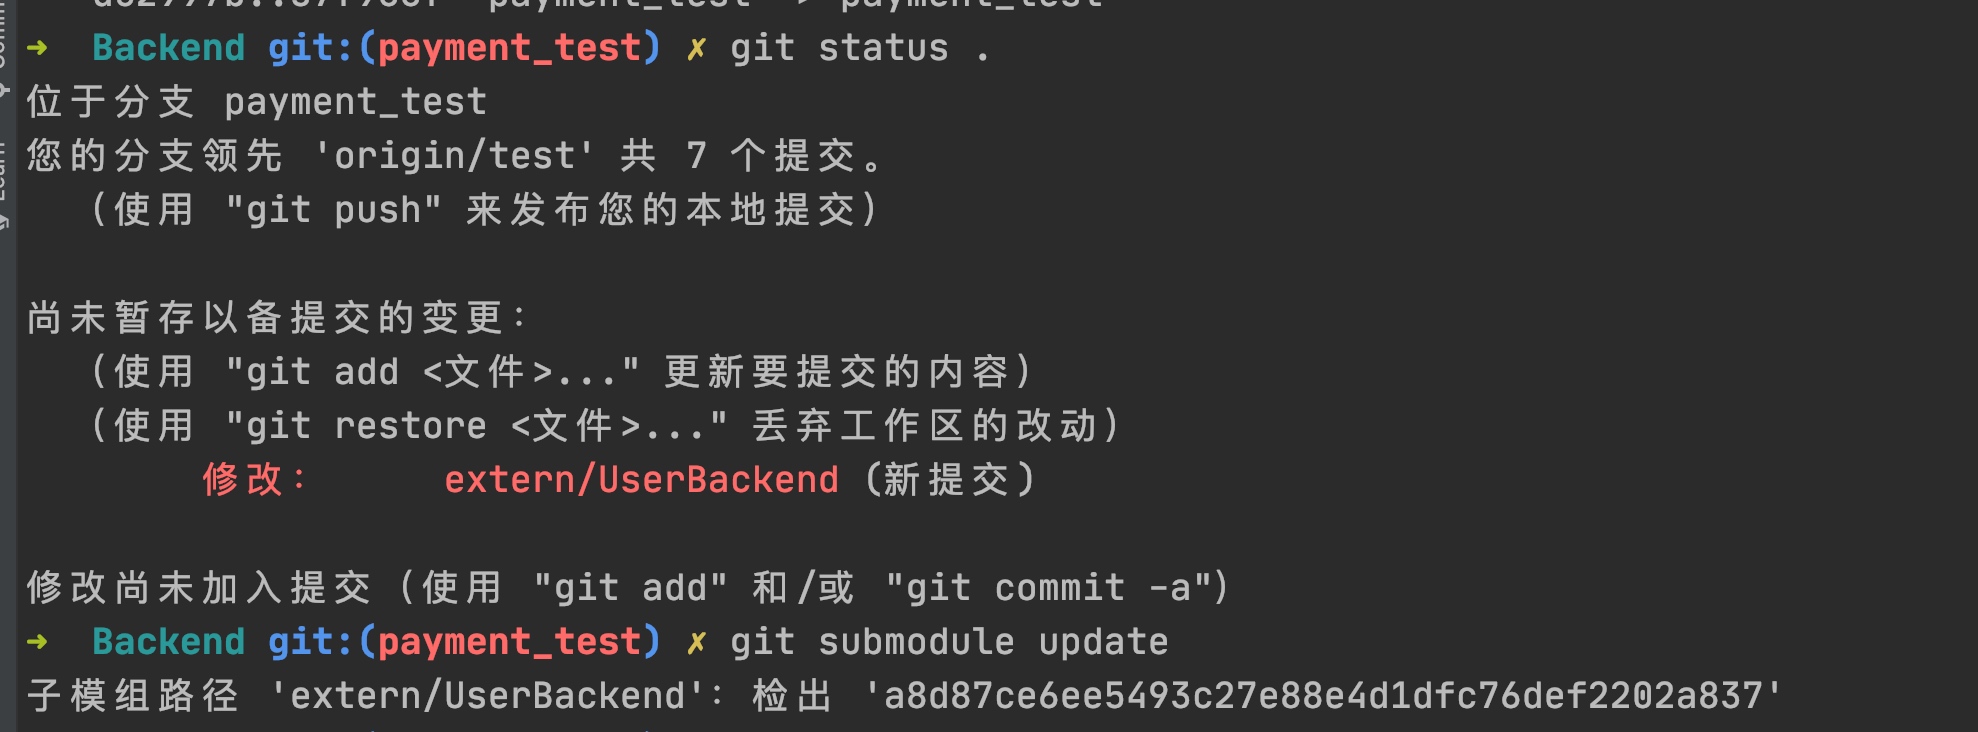 ➜ Backend git:(payment_test) ✗ git status .
位于分支 payment_test
您的分支领先 'origin/test' 共 7 个提交。
（使用 "git push" 来发布您的本地提交）
尚未暂存以备提交的变更：
（使用 "git add <文件>..." 更新要提交的内容）
（使用 "git restore <文件>..." 丢弃工作区的改动）
修改： extern/UserBackend (新提交)
修改尚未加入提交（使用 "git add" 和/或 "git commit -a"）
➜ Backend git:(payment_test) ✗ git submodule update
子模组路径 'extern/UserBackend'：检出 'a8d87ce6ee5493c27e88e4d1dfc76def2202a837'